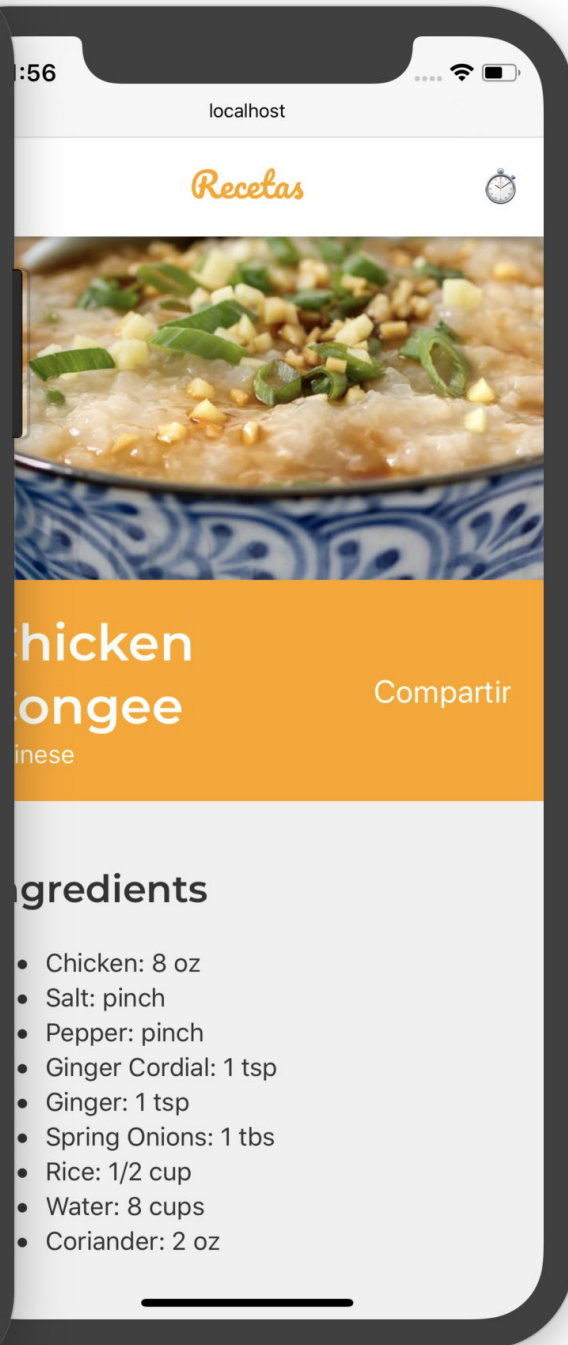 :56
localhost
Recetas
hicken
ongee
Compartir
inese
gredients
Chicken: 8 oz
Salt: pinch
Pepper: pinch
Ginger Cordial: 1 tsp
Ginger: 1 tsp
Spring Onions: 1 tbs
Rice: 1/2 cup
Water: 8 cups
Coriander: 2 oz